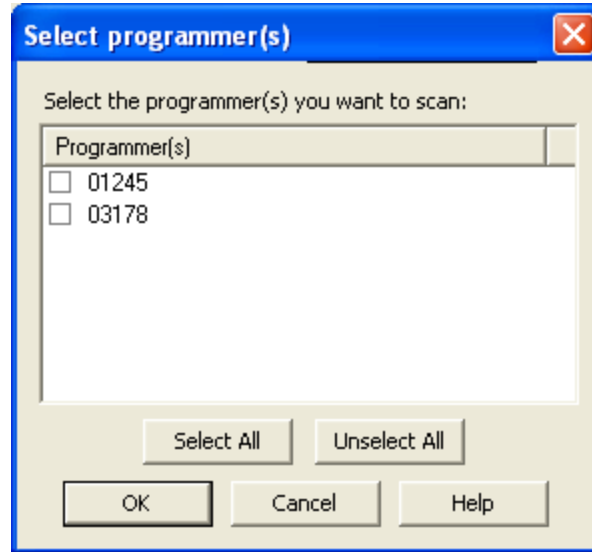 Select programmer(s)
Select the programmer(s) you want to scan:
Programmer(s)
01245
03178
Select All Unselect All
OK Cancel Help